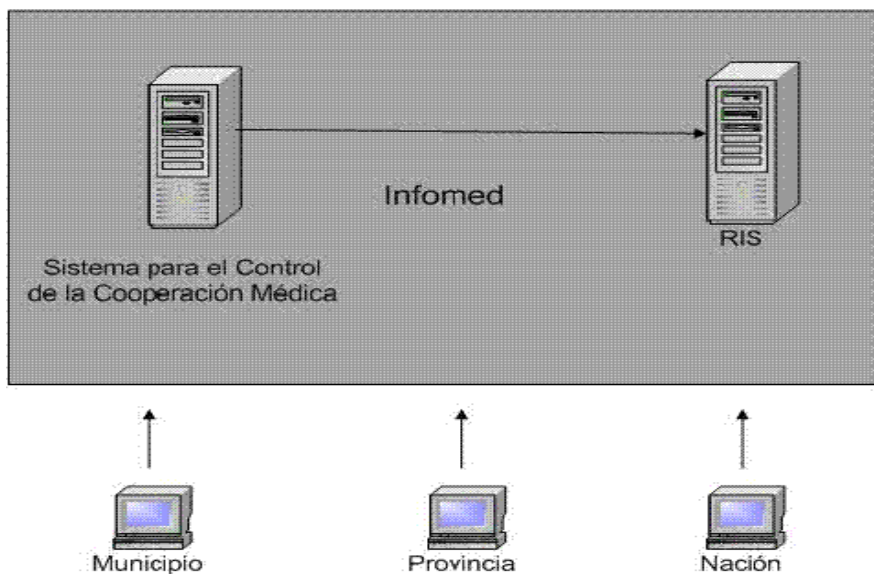 Infomed
RIS
Sistema para el Control
de la Cooperación Médica
Municipio
Provincia
Nación